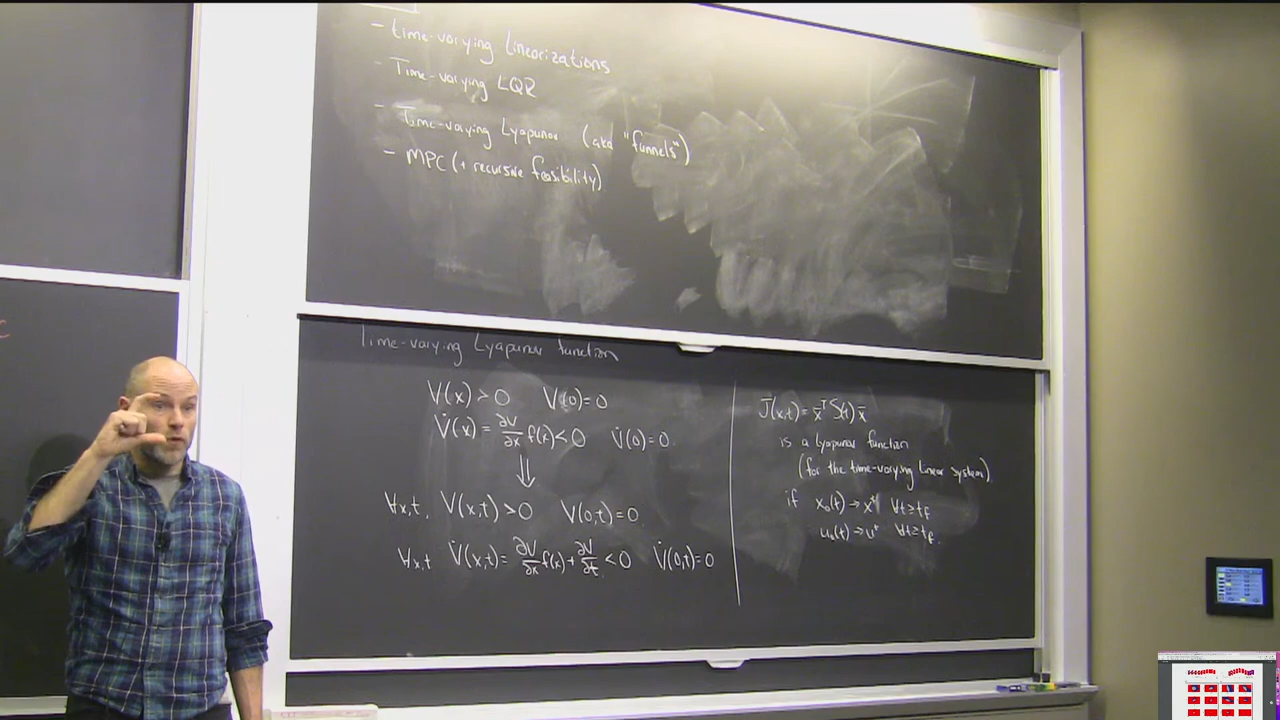 - time-varying Linearizations
- Time-varying LQR
- Time-varying Lyapunov (aka "funnels")
- MPC (+ recursive feasibility)
Time-varying Lyapunov function
V(x) > 0 V(0) = 0
V̇(x) = ∂V/∂x f(x) < 0 V̇(0) = 0.
⇓
∀x,t, V(x,t) > 0 V(0,t) = 0
∀x,t V̇(x,t) = ∂V/∂x f(x) + ∂V/∂t < 0 V̇(0,t) = 0
J̄(x,t) = x̄ᵀS(t)x̄
is a Lyapunov function
(for the time-varying Linear system).
if x₀(t) → x* ∀t ≥ t_f
u₀(t) → u* ∀t ≥ t_f.